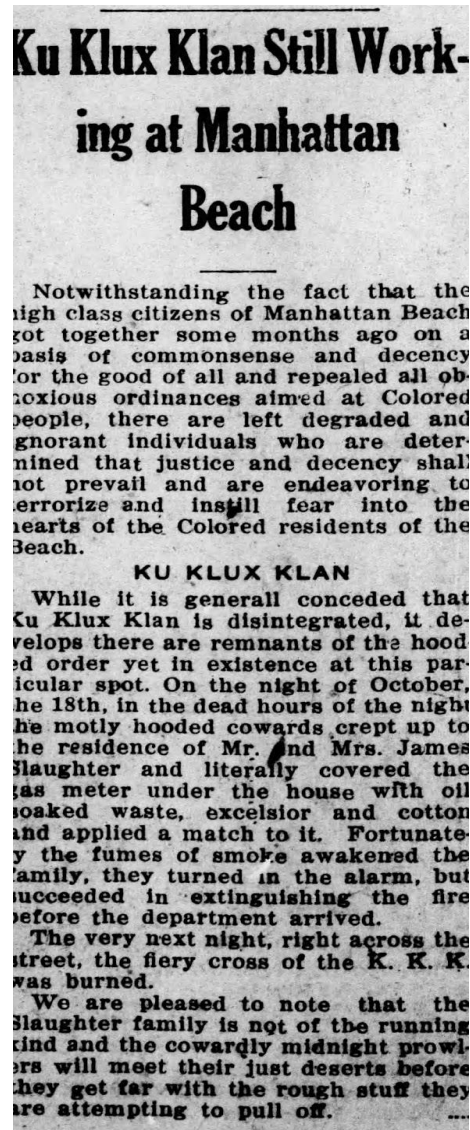 Ku Klux Klan Still Work-
ing at Manhattan
Beach
Notwithstanding the fact that the
high class citizens of Manhattan Beach
got together some months ago on a
basis of commonsense and decency
for the good of all and repealed all ob-
noxious ordinances aimed at Colored
people, there are left degraded and
ignorant individuals who are deter-
mined that justice and decency shall
not prevail and are endeavoring to
terrorize and instill fear into the
hearts of the Colored residents of the
Beach.
KU KLUX KLAN
While it is generall conceded that
Ku Klux Klan is disintegrated, it de-
velops there are remnants of the hood-
ed order yet in existence at this par-
ticular spot. On the night of October,
the 18th, in the dead hours of the night
the motly hooded cowards crept up to
the residence of Mr. and Mrs. James
Slaughter and literally covered the
gas meter under the house with oil
soaked waste, excelsior and cotton
and applied a match to it. Fortunate-
ly the fumes of smoke awakened the
family, they turned in the alarm, but
succeeded in extinguishing the fire
before the department arrived.
The very next night, right across the
street, the fiery cross of the K. K. K.
was burned.
We are pleased to note that the
Slaughter family is not of the running
kind and the cowardly midnight prowl-
ers will meet their just deserts before
they get far with the rough stuff they
are attempting to pull off. ....